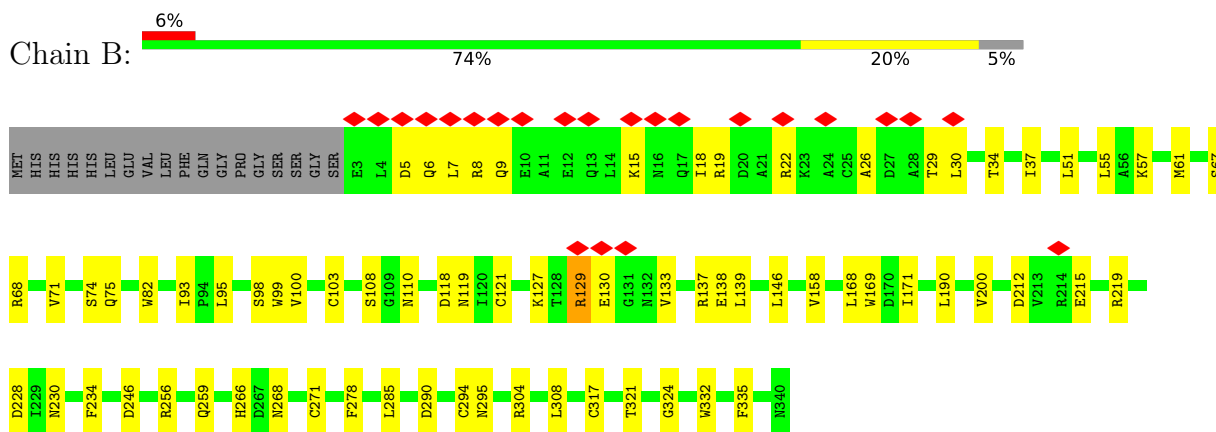 6%
Chain B:
74% 20% 5%
MET HIS HIS HIS HIS LEU GLU VAL LEU PHE GLN GLY GLY PRO GLY SER SER GLY SER E3 L4 D5 Q6 L7 R8 Q9 E10 A11 E12 Q13 L14 K15 N16 Q17 I18 R19 D20 A21 R22 K23 A24 C25 A26 D27 A28 T29 L30 T34 I37 L51 L55 A56 K57 M61 S67
R68 V71 S74 Q75 W82 I93 P94 L95 S98 W99 V100 C103 S108 G109 N110 D118 N119 I120 C121 K127 T128 R129 E130 G131 N132 V133 R137 E138 L139 L146 V158 L168 W169 D170 I171 L190 V200 D212 V213 R214 E215 R219
D228 I229 N230 F234 D246 R256 Q259 H266 D267 N268 C271 F278 L285 D290 C294 N295 R304 L308 C317 T321 G324 W332 F335 N340